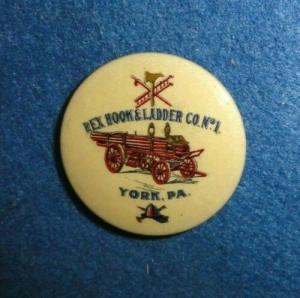 REX HOOK & LADDER CO. No 1.
YORK, PA.